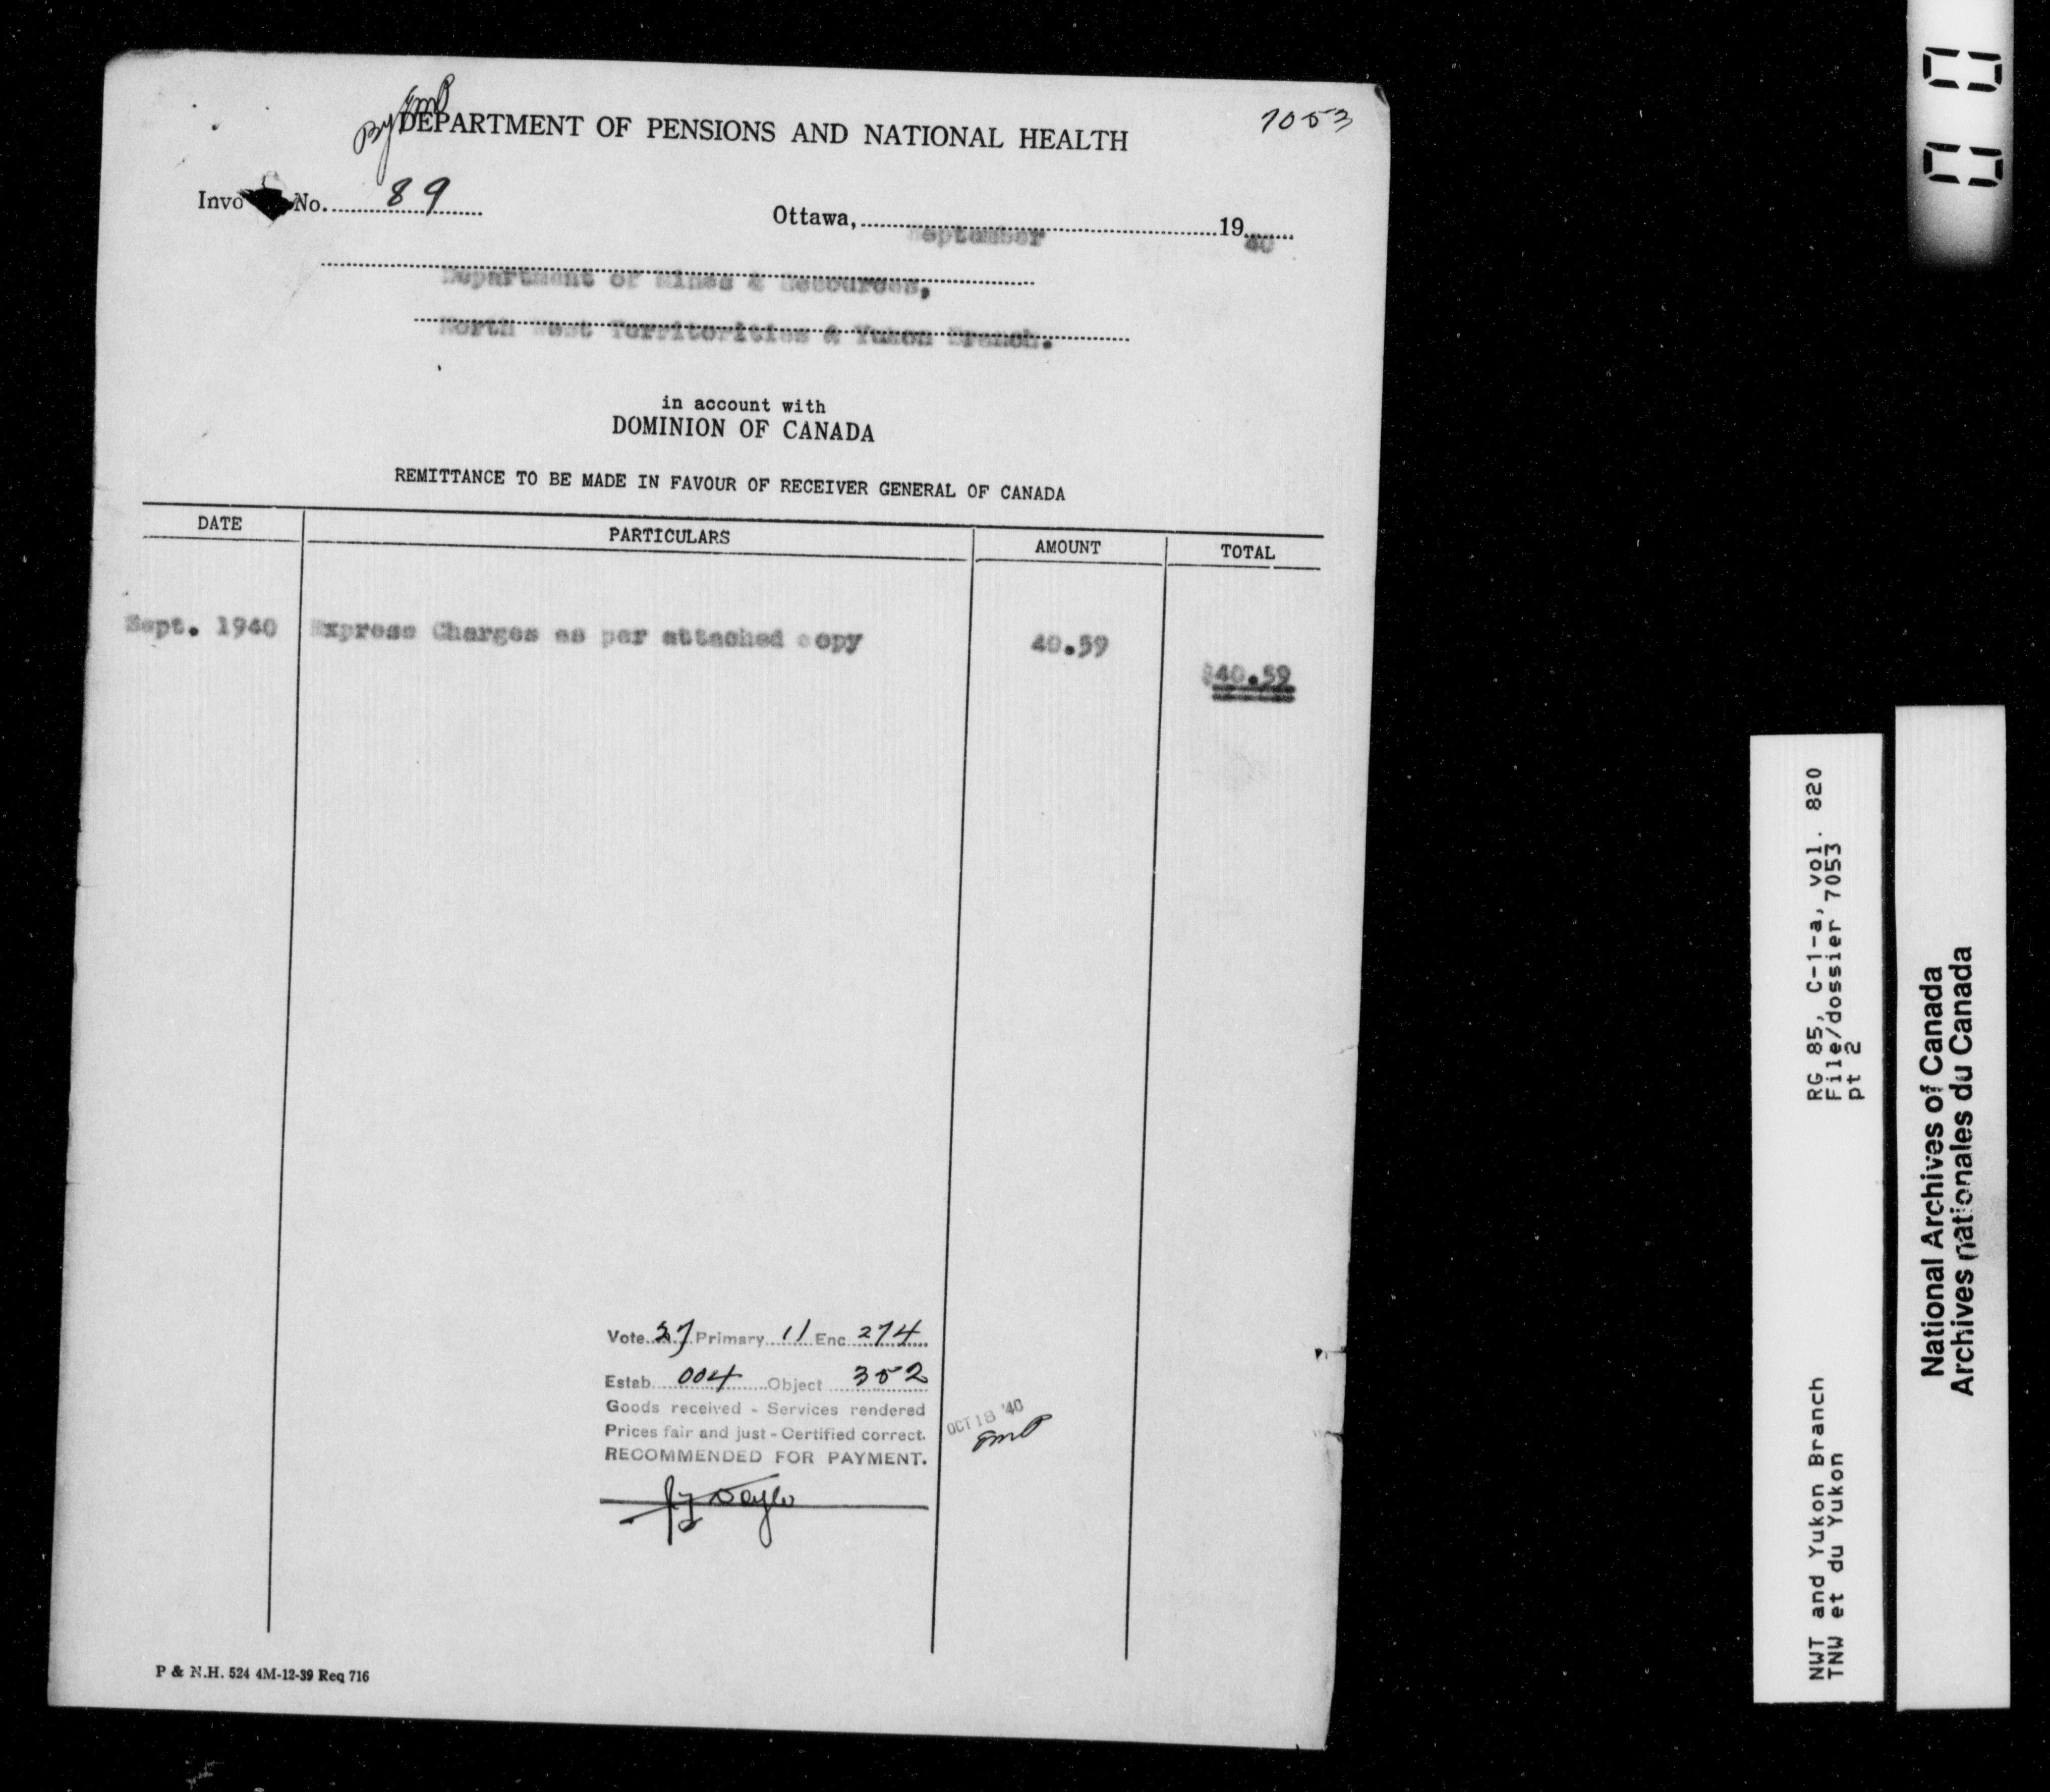 7053
DEPARTMENT OF PENSIONS AND NATIONAL HEALTH
Invo No. 89
Ottawa, September 1940
Department of Mines & Resources,
North West Territorities & Yukon Branch.
in account with
DOMINION OF CANADA
REMITTANCE TO BE MADE IN FAVOUR OF RECEIVER GENERAL OF CANADA
DATE PARTICULARS AMOUNT TOTAL
Sept. 1940 Express Charges as per attached copy 40.59
$40.59
Vote 27 Primary 11 Enc 274
Estab 004 Object 352
Goods received - Services rendered
Prices fair and just - Certified correct.
RECOMMENDED FOR PAYMENT.
OCT 18 '40
P & N.H. 524 4M-12-39 Req 716
RG 85, C-1-a, vol. 820
File/dossier 7053
pt 2
NWT and Yukon Branch
TNW et du Yukon
National Archives of Canada
Archives nationales du Canada